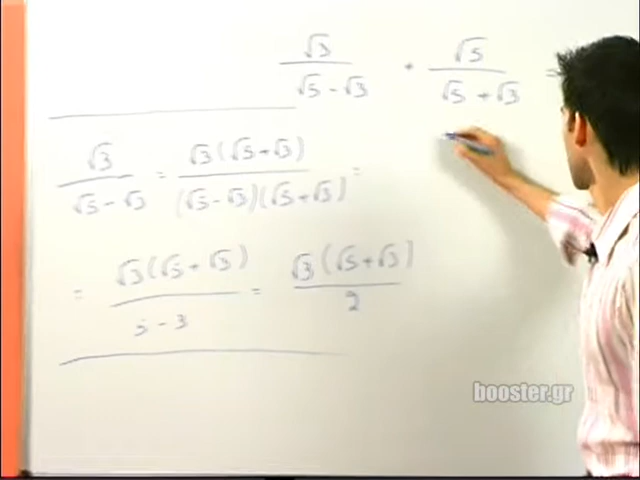 √3/(√5 - √3) + √5/(√5 + √3) =
√3/(√5 - √3) = √3(√5+√3)/((√5-√3)(√5+√3)) =
= √3(√5+√3)/(5-3) = √3(√5+√3)/2
booster.gr